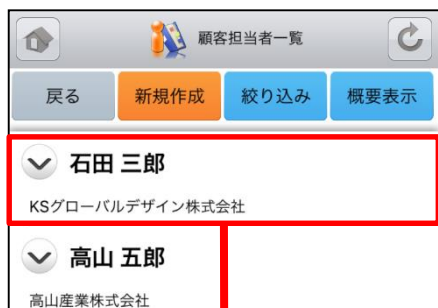 顧客担当者一覧
戻る 新規作成 絞り込み 概要表示
石田 三郎
KSグローバルデザイン株式会社
高山 五郎
高山産業株式会社